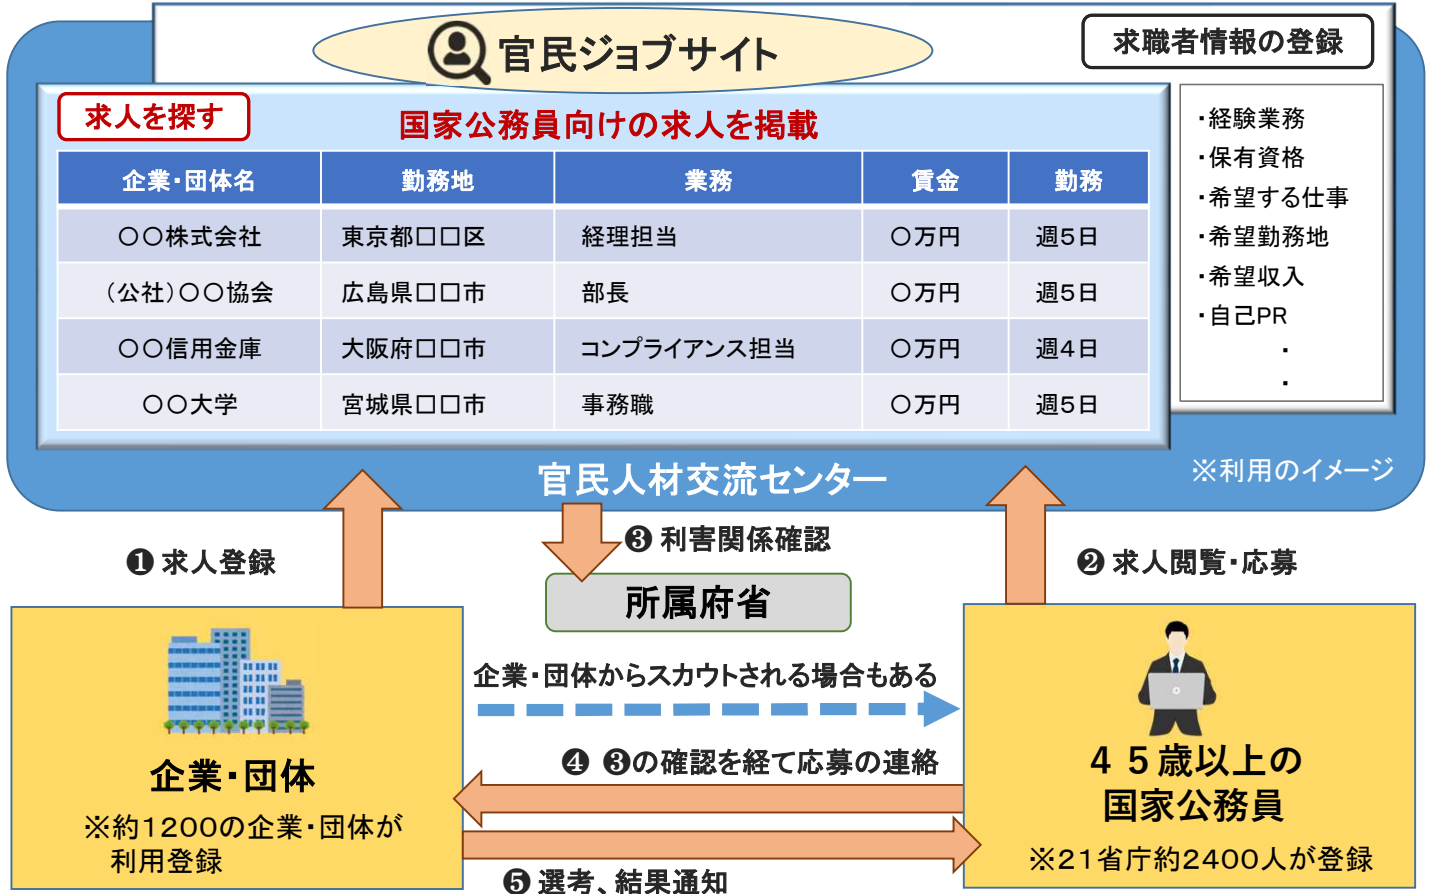 官民ジョブサイト
求職者情報の登録
求人を探す
国家公務員向けの求人を掲載
企業・団体名 勤務地 業務 賃金 勤務
〇〇株式会社 東京都□□区 経理担当 〇万円 週5日
（公社）〇〇協会 広島県□□市 部長 〇万円 週5日
〇〇信用金庫 大阪府□□市 コンプライアンス担当 〇万円 週4日
〇〇大学 宮城県□□市 事務職 〇万円 週5日
・経験業務
・保有資格
・希望する仕事
・希望勤務地
・希望収入
・自己PR
・
・
官民人材交流センター
※利用のイメージ
❶ 求人登録
❸ 利害関係確認
❷ 求人閲覧・応募
所属府省
企業・団体からスカウトされる場合もある
❹ ❸の確認を経て応募の連絡
❺ 選考、結果通知
企業・団体
※約1200の企業・団体が
利用登録
４５歳以上の
国家公務員
※21省庁約2400人が登録